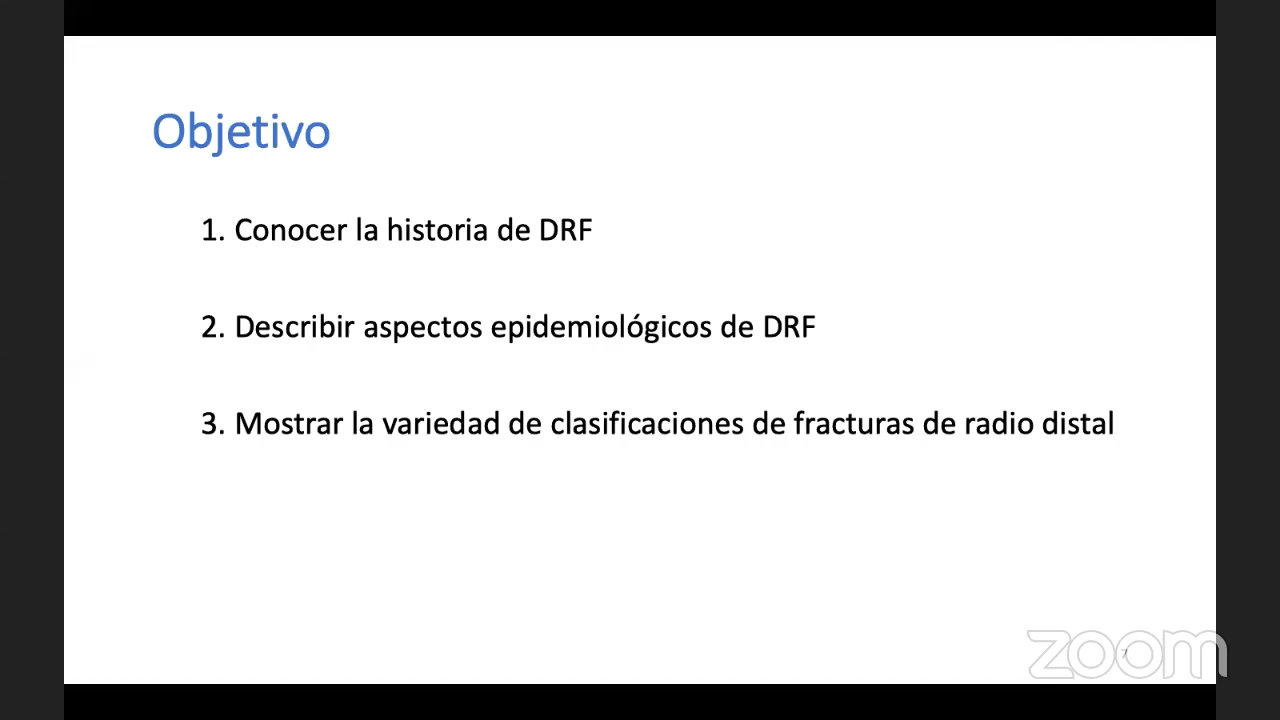 Objetivo
1. Conocer la historia de DRF
2. Describir aspectos epidemiológicos de DRF
3. Mostrar la variedad de clasificaciones de fracturas de radio distal
7
zoom